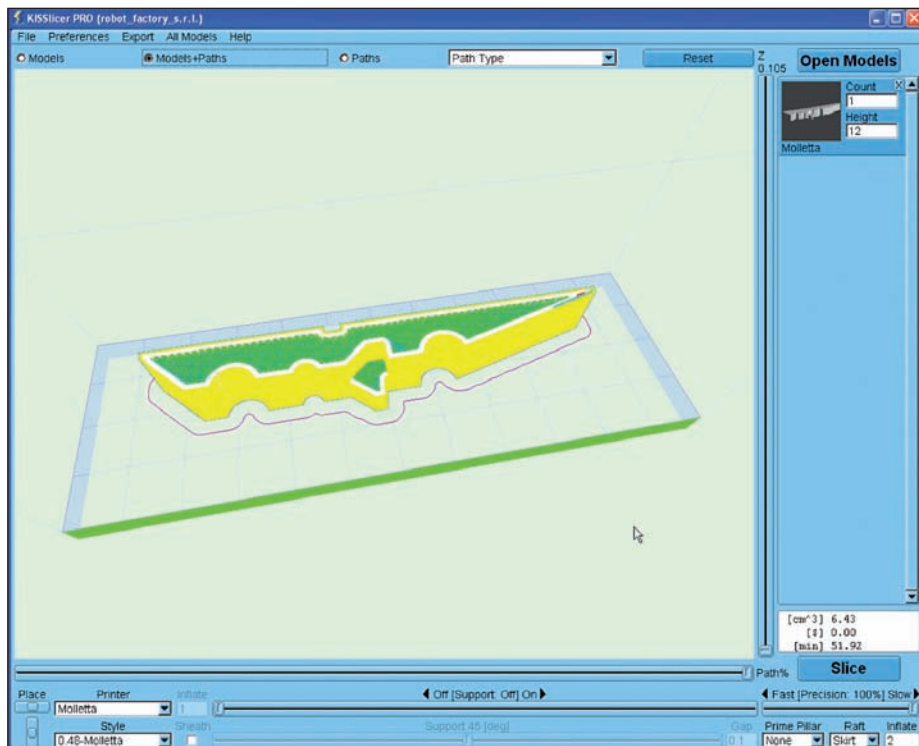 KISSlicer PRO (robot_factory_s.r.l.)
File Preferences Export All Models Help
Models Models+Paths Paths Path Type Reset Z 0.105 Open Models
Count X
1
Height
12
Molletta
[cm^3] 6.43
[$] 0.00
[min] 51.92
Path% Slice
Place Printer Inflate Off [Support: Off] On Fast [Precision: 100%] Slow
Molletta 1
Style Sheath Support 45 [deg] Gap Prime Pillar Raft Inflate
0.48-Molletta 0.1 None Skirt 2